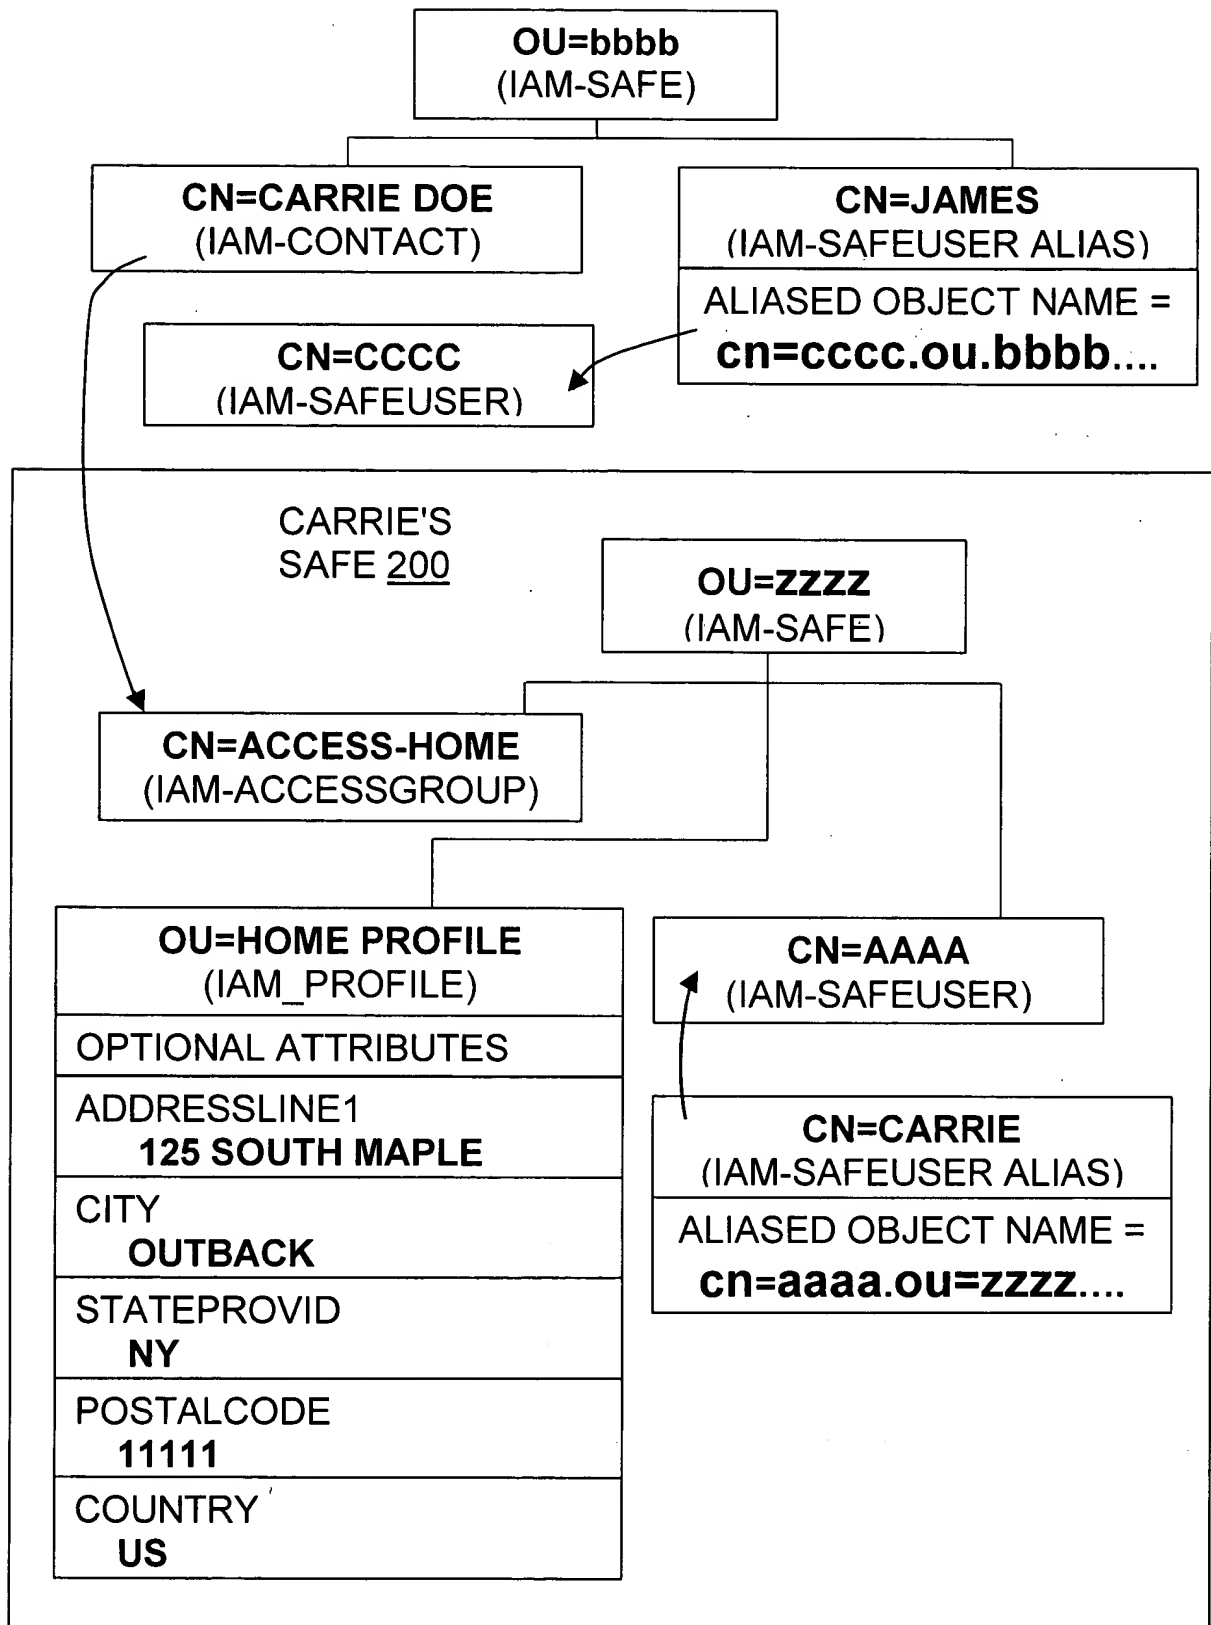 OU=bbbb
(IAM-SAFE)
CN=CARRIE DOE
(IAM-CONTACT)
CN=JAMES
(IAM-SAFEUSER ALIAS)
ALIASED OBJECT NAME =
cn=cccc.ou.bbbb....
CN=CCCC
(IAM-SAFEUSER)
CARRIE'S
SAFE 200
OU=zzzz
(IAM-SAFE)
CN=ACCESS-HOME
(IAM-ACCESSGROUP)
OU=HOME PROFILE
(IAM_PROFILE)
OPTIONAL ATTRIBUTES
ADDRESSLINE1
125 SOUTH MAPLE
CITY
OUTBACK
STATEPROVID
NY
POSTALCODE
11111
COUNTRY
US
CN=AAAA
(IAM-SAFEUSER)
CN=CARRIE
(IAM-SAFEUSER ALIAS)
ALIASED OBJECT NAME =
cn=aaaa.ou=zzzz....